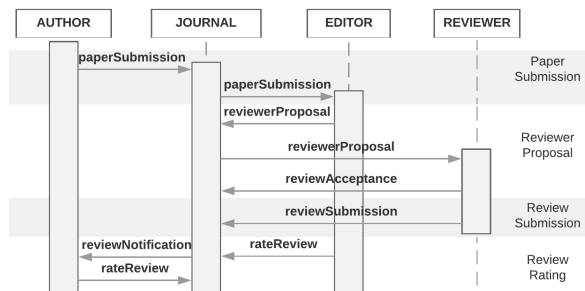 AUTHOR
JOURNAL
EDITOR
REVIEWER
paperSubmission
Paper
Submission
paperSubmission
reviewerProposal
Reviewer
Proposal
reviewerProposal
reviewAcceptance
reviewSubmission
Review
Submission
reviewNotification
rateReview
rateReview
Review
Rating